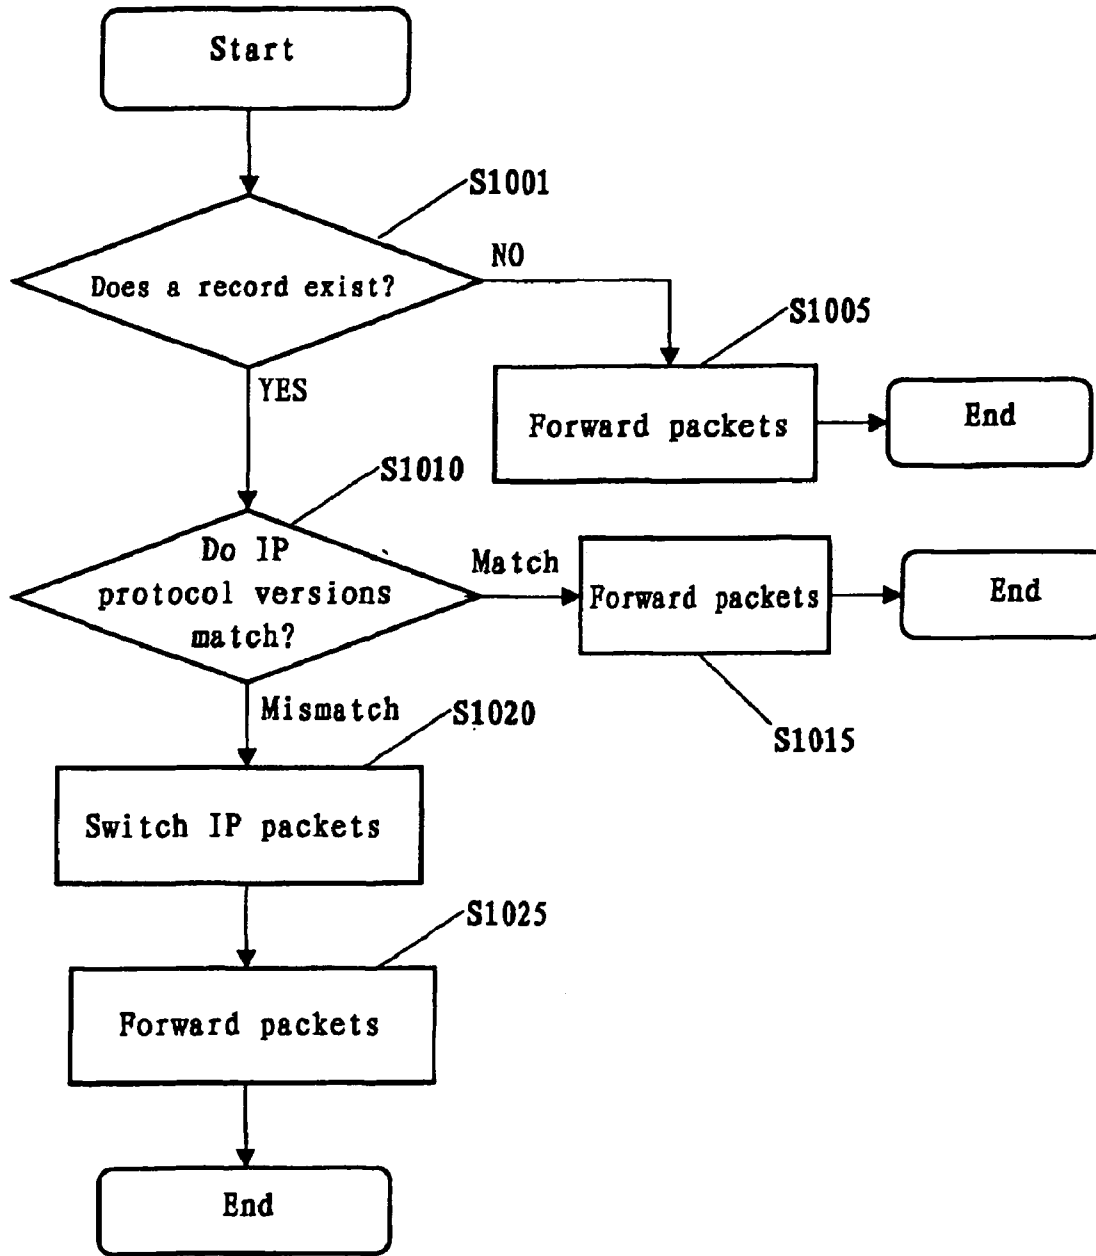 Start
S1001
Does a record exist?
NO
YES
S1005
Forward packets
End
S1010
Do IP
protocol versions
match?
Match
Forward packets
End
S1015
Mismatch
S1020
Switch IP packets
S1025
Forward packets
End